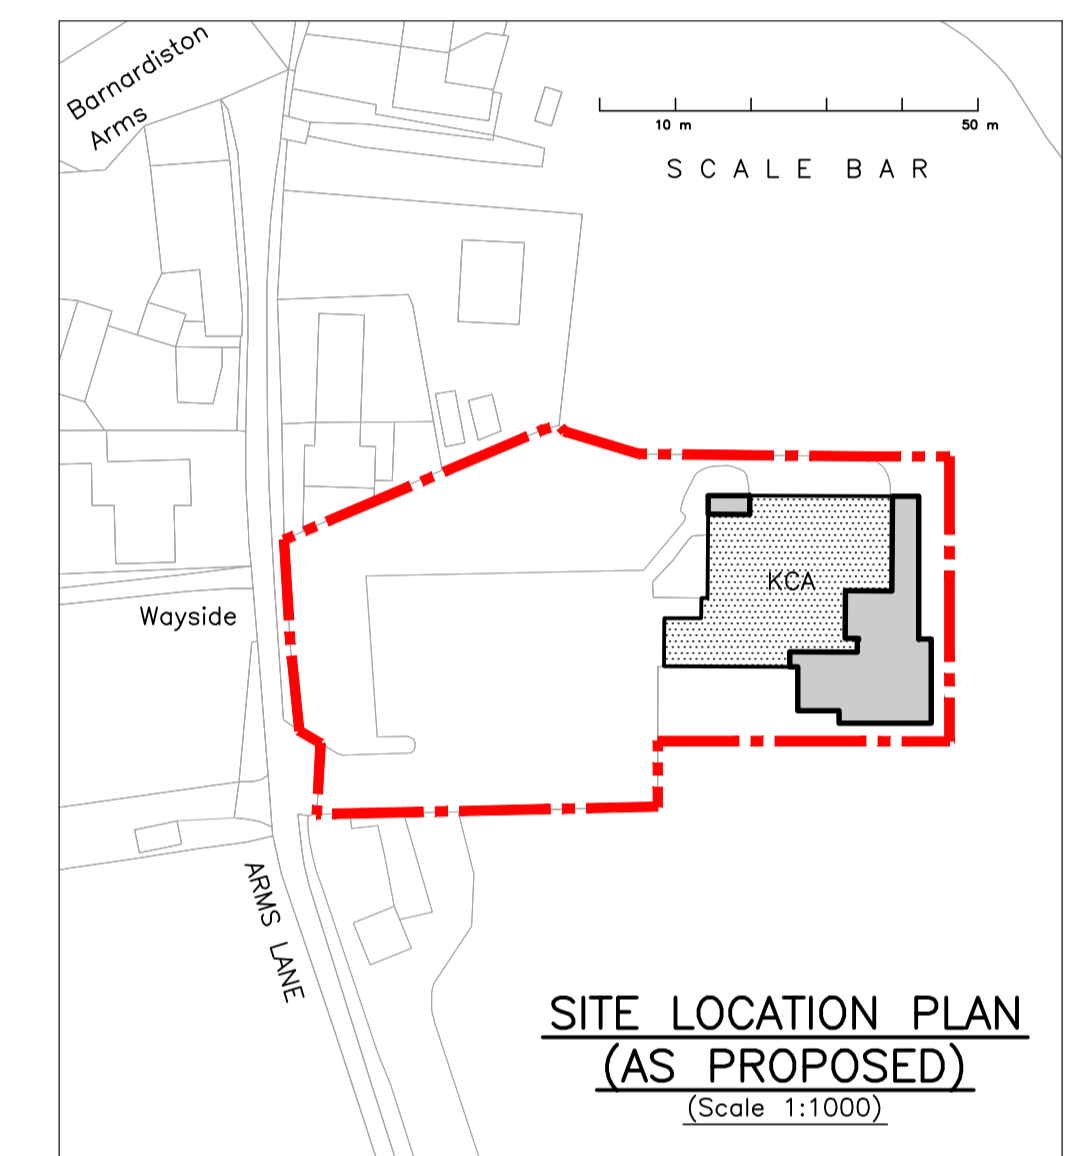 Barnardiston
Arms
10 m
50 m
SCALE BAR
KCA
Wayside
ARMS LANE
SITE LOCATION PLAN
(AS PROPOSED)
(Scale 1:1000)